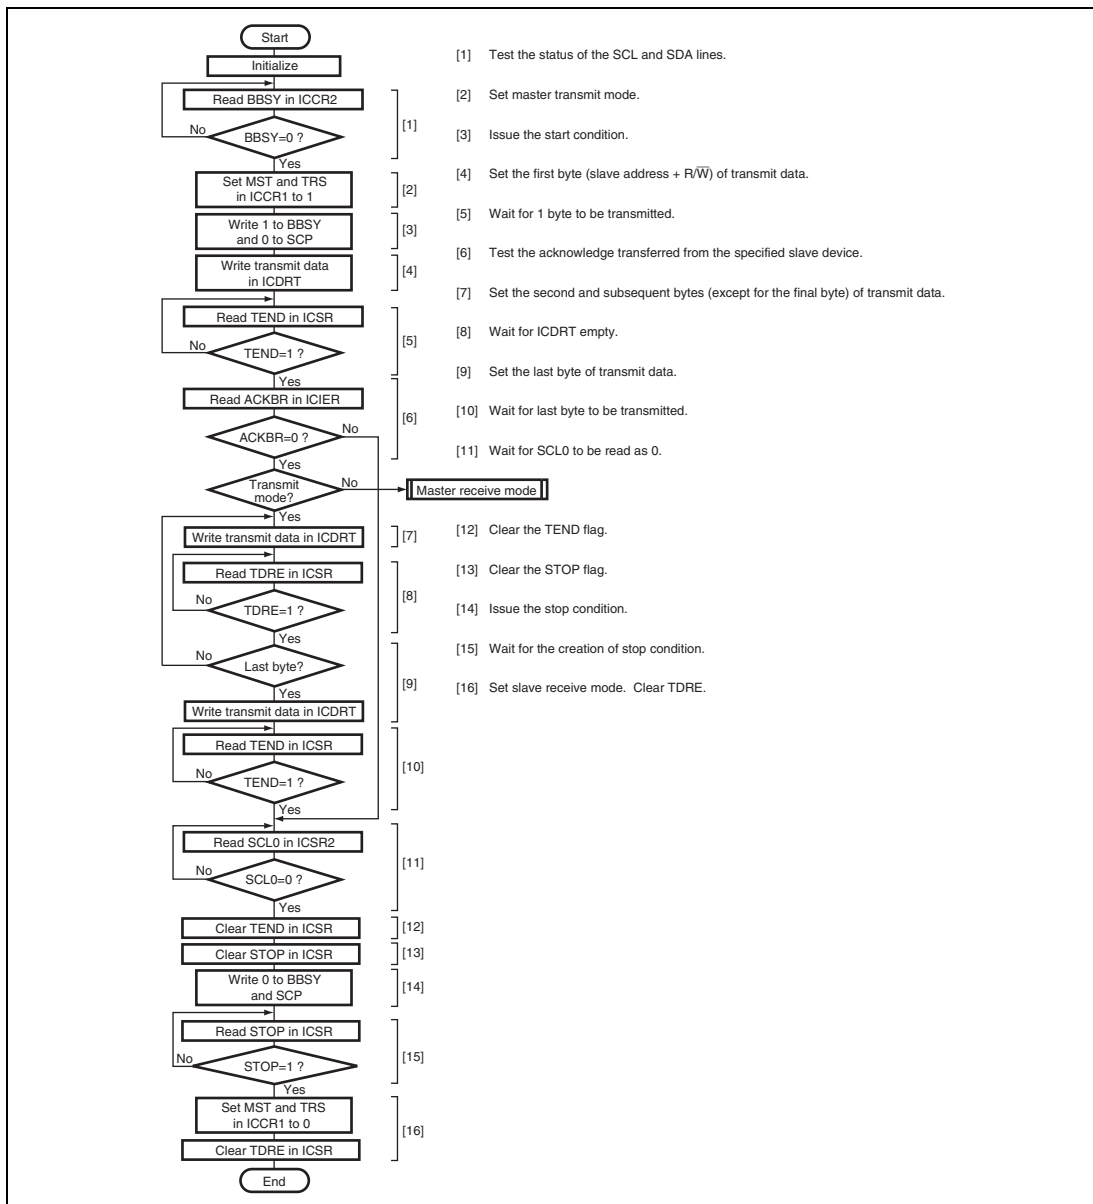 Start
Initialize
Read BBSY in ICCR2
No
BBSY=0 ?
[1]
Yes
Set MST and TRS
in ICCR1 to 1
[2]
Write 1 to BBSY
and 0 to SCP
[3]
Write transmit data
in ICDRT
[4]
Read TEND in ICSR
No
TEND=1 ?
[5]
Yes
Read ACKBR in ICIER
[6]
ACKBR=0 ?
No
Yes
Transmit
mode?
No
Master receive mode
Yes
Write transmit data in ICDRT
[7]
Read TDRE in ICSR
No
TDRE=1 ?
[8]
Yes
No
Last byte?
[9]
Yes
Write transmit data in ICDRT
Read TEND in ICSR
No
TEND=1 ?
[10]
Yes
Read SCL0 in ICSR2
No
SCL0=0 ?
[11]
Yes
Clear TEND in ICSR
[12]
Clear STOP in ICSR
[13]
Write 0 to BBSY
and SCP
[14]
Read STOP in ICSR
No
STOP=1 ?
[15]
Yes
Set MST and TRS
in ICCR1 to 0
[16]
Clear TDRE in ICSR
End
[1] Test the status of the SCL and SDA lines.
[2] Set master transmit mode.
[3] Issue the start condition.
[4] Set the first byte (slave address + R/W̅) of transmit data.
[5] Wait for 1 byte to be transmitted.
[6] Test the acknowledge transferred from the specified slave device.
[7] Set the second and subsequent bytes (except for the final byte) of transmit data.
[8] Wait for ICDRT empty.
[9] Set the last byte of transmit data.
[10] Wait for last byte to be transmitted.
[11] Wait for SCL0 to be read as 0.
[12] Clear the TEND flag.
[13] Clear the STOP flag.
[14] Issue the stop condition.
[15] Wait for the creation of stop condition.
[16] Set slave receive mode. Clear TDRE.